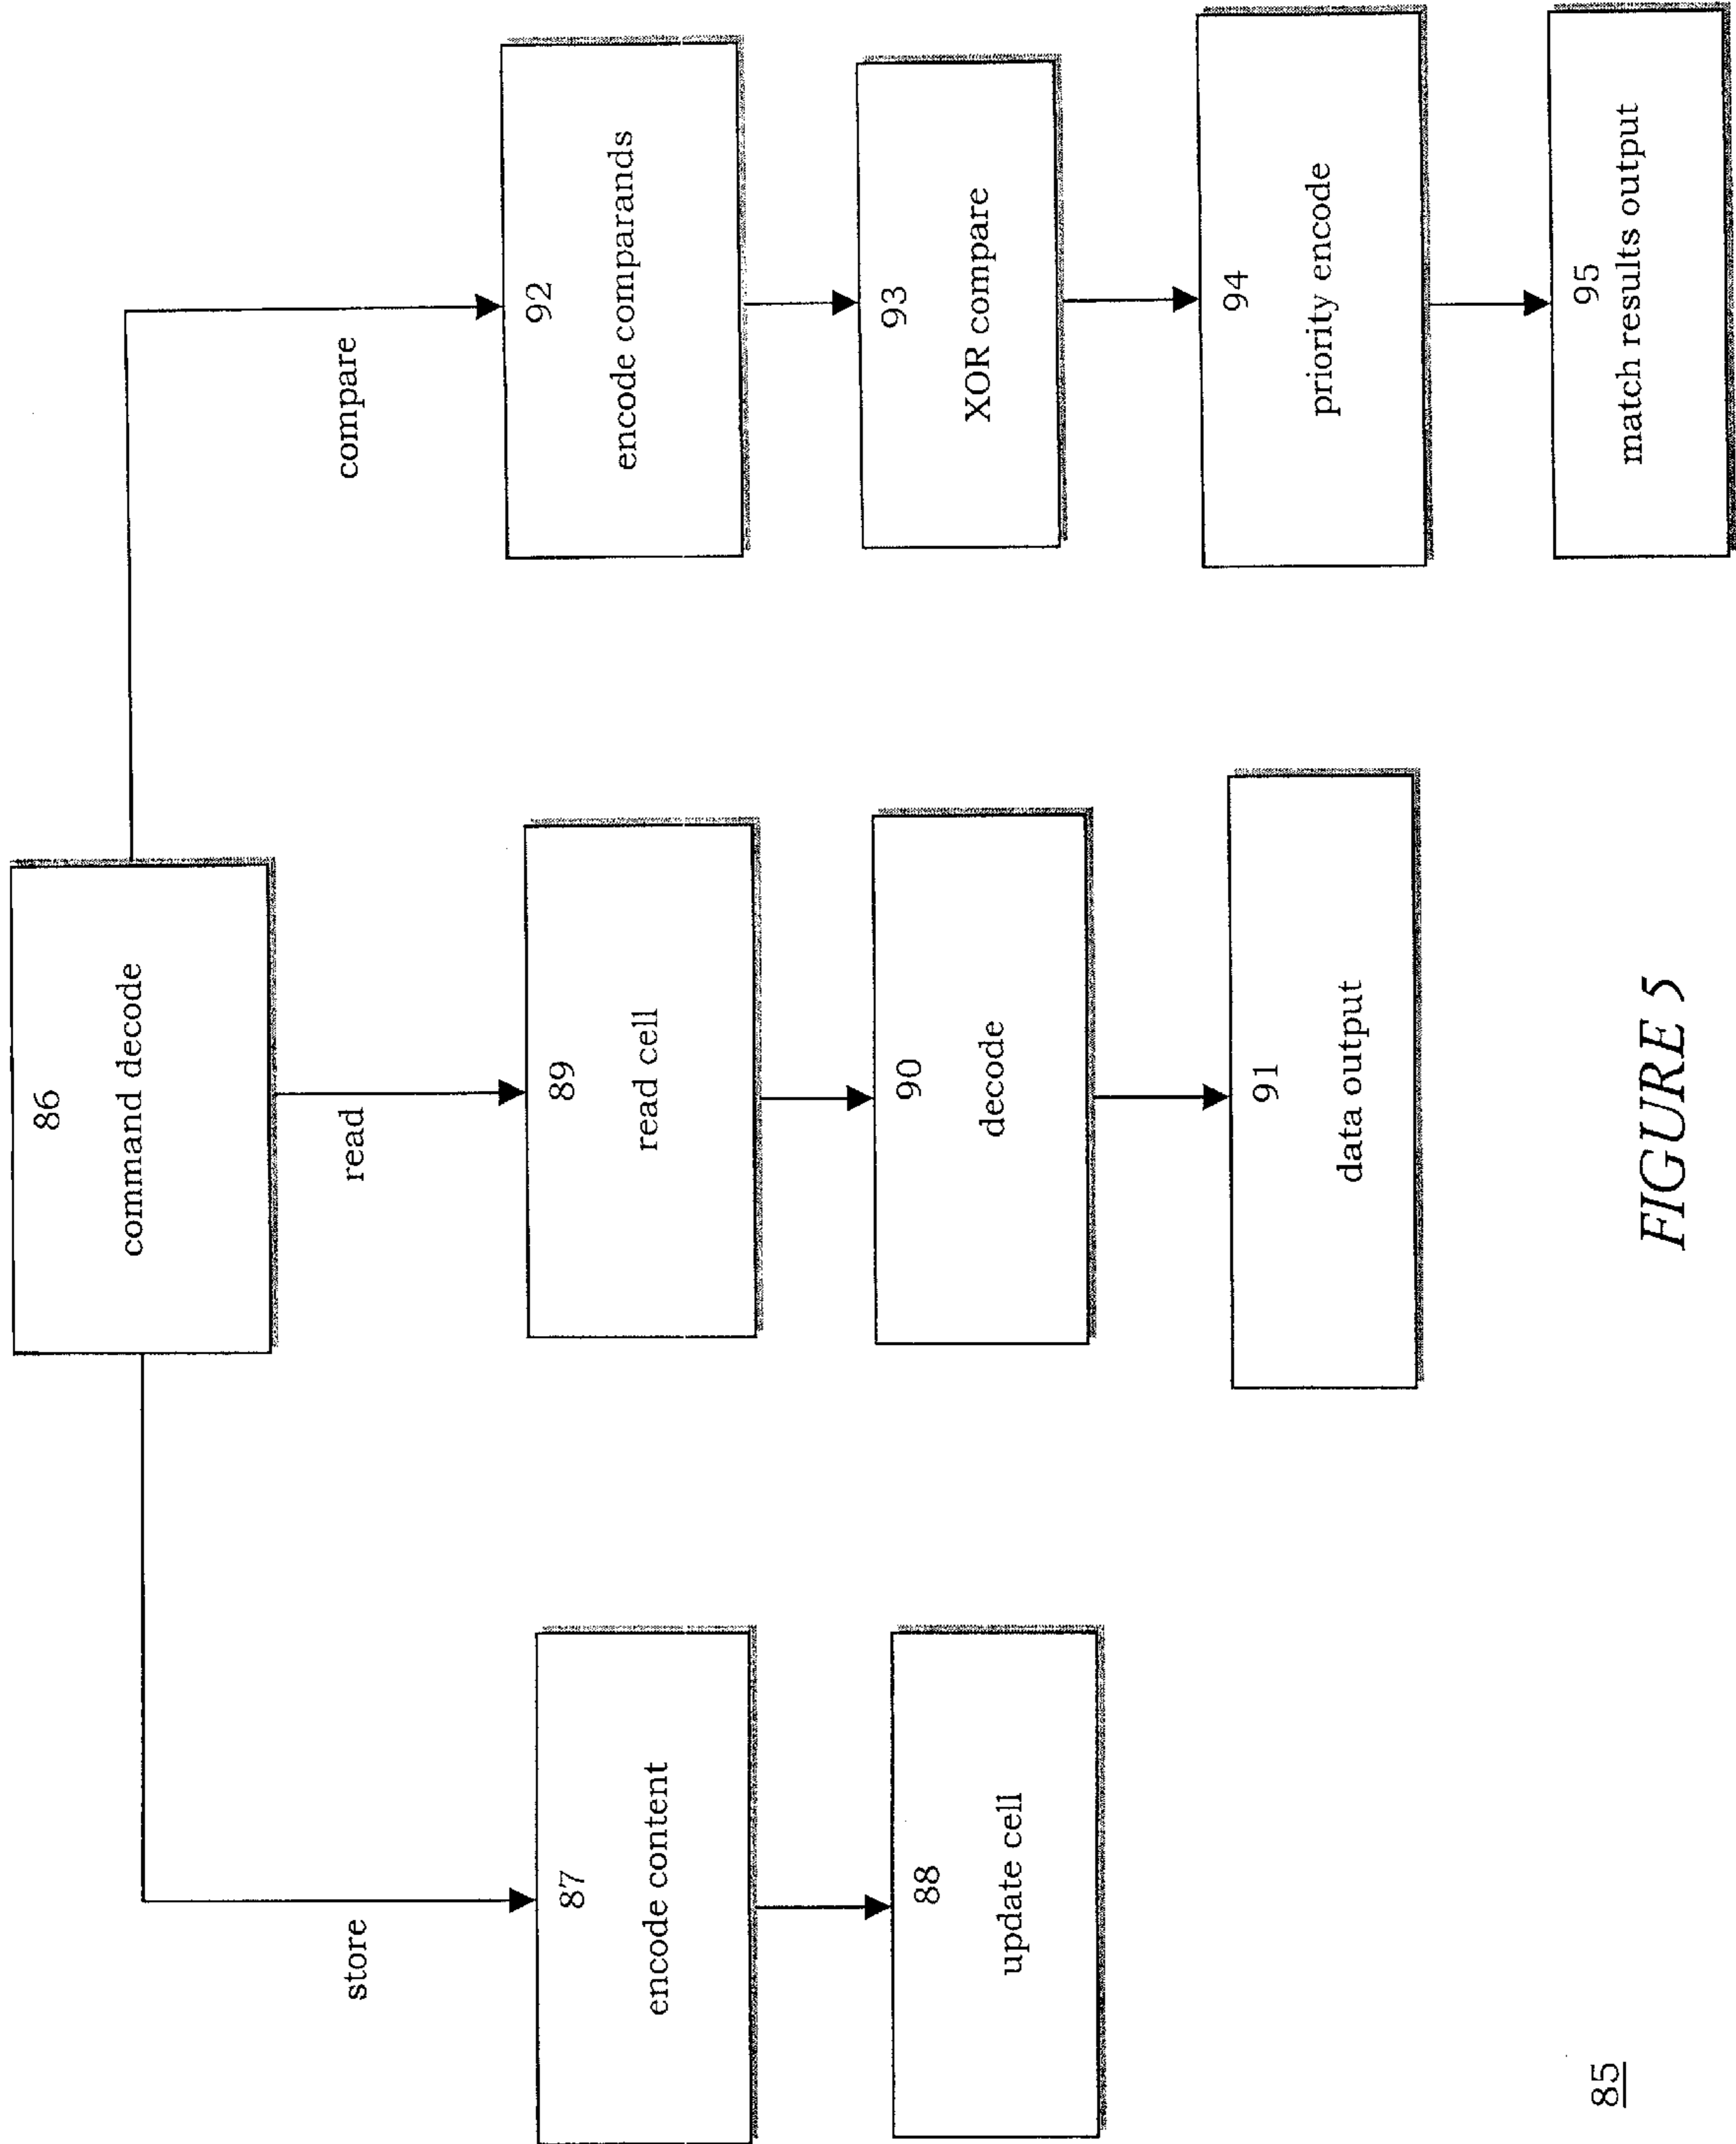 86
command decode
store
read
compare
87
encode content
88
update cell
89
read cell
90
decode
91
data output
92
encode comparands
93
XOR compare
94
priority encode
95
match results output
85
FIGURE 5